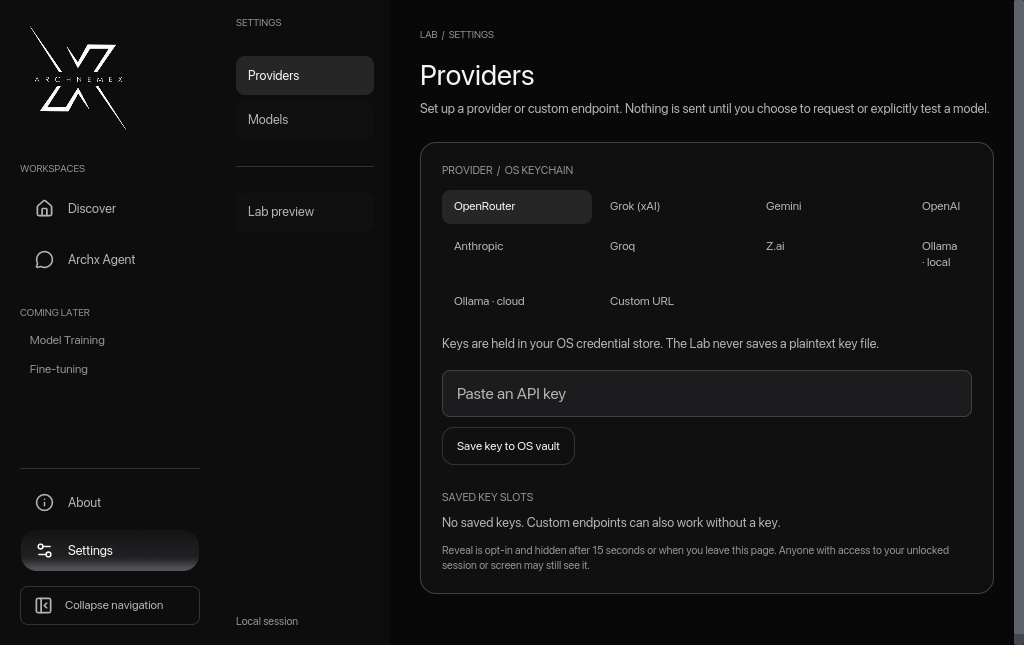 ARCHNEMEX
WORKSPACES
Discover
Archx Agent
COMING LATER
Model Training
Fine-tuning
About
Settings
Collapse navigation
SETTINGS
Providers
Models
Lab preview
Local session
LAB / SETTINGS
Providers
Set up a provider or custom endpoint. Nothing is sent until you choose to request or explicitly test a model.
PROVIDER / OS KEYCHAIN
OpenRouter
Grok (xAI)
Gemini
OpenAI
Anthropic
Groq
Z.ai
Ollama
· local
Ollama · cloud
Custom URL
Keys are held in your OS credential store. The Lab never saves a plaintext key file.
Paste an API key
Save key to OS vault
SAVED KEY SLOTS
No saved keys. Custom endpoints can also work without a key.
Reveal is opt-in and hidden after 15 seconds or when you leave this page. Anyone with access to your unlocked
session or screen may still see it.